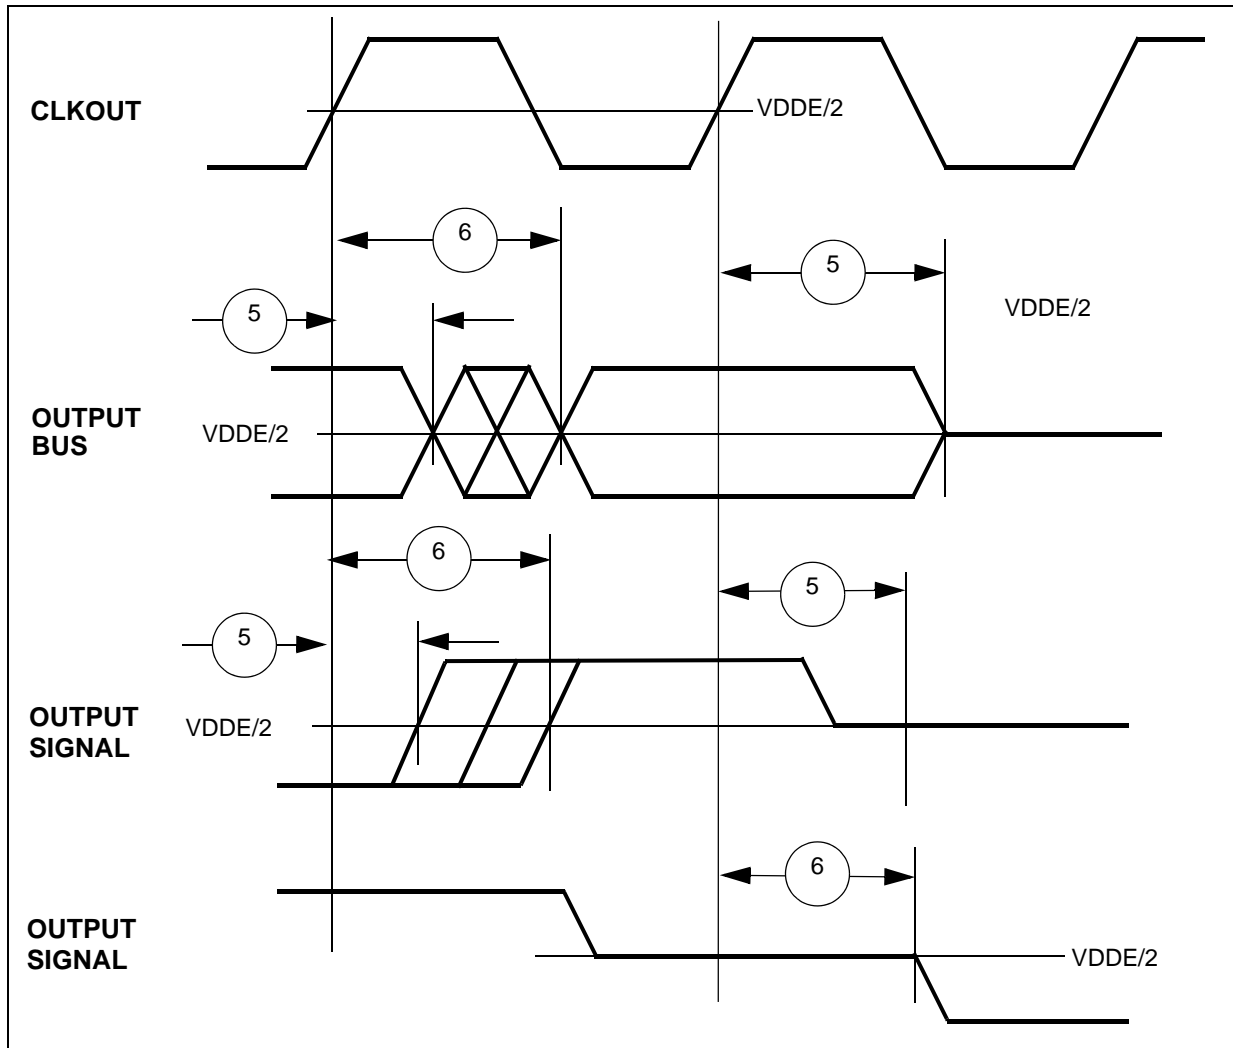 CLKOUT
VDDE/2
6
5
5
VDDE/2
OUTPUT
BUS
VDDE/2
6
5
5
OUTPUT
SIGNAL
VDDE/2
6
OUTPUT
SIGNAL
VDDE/2